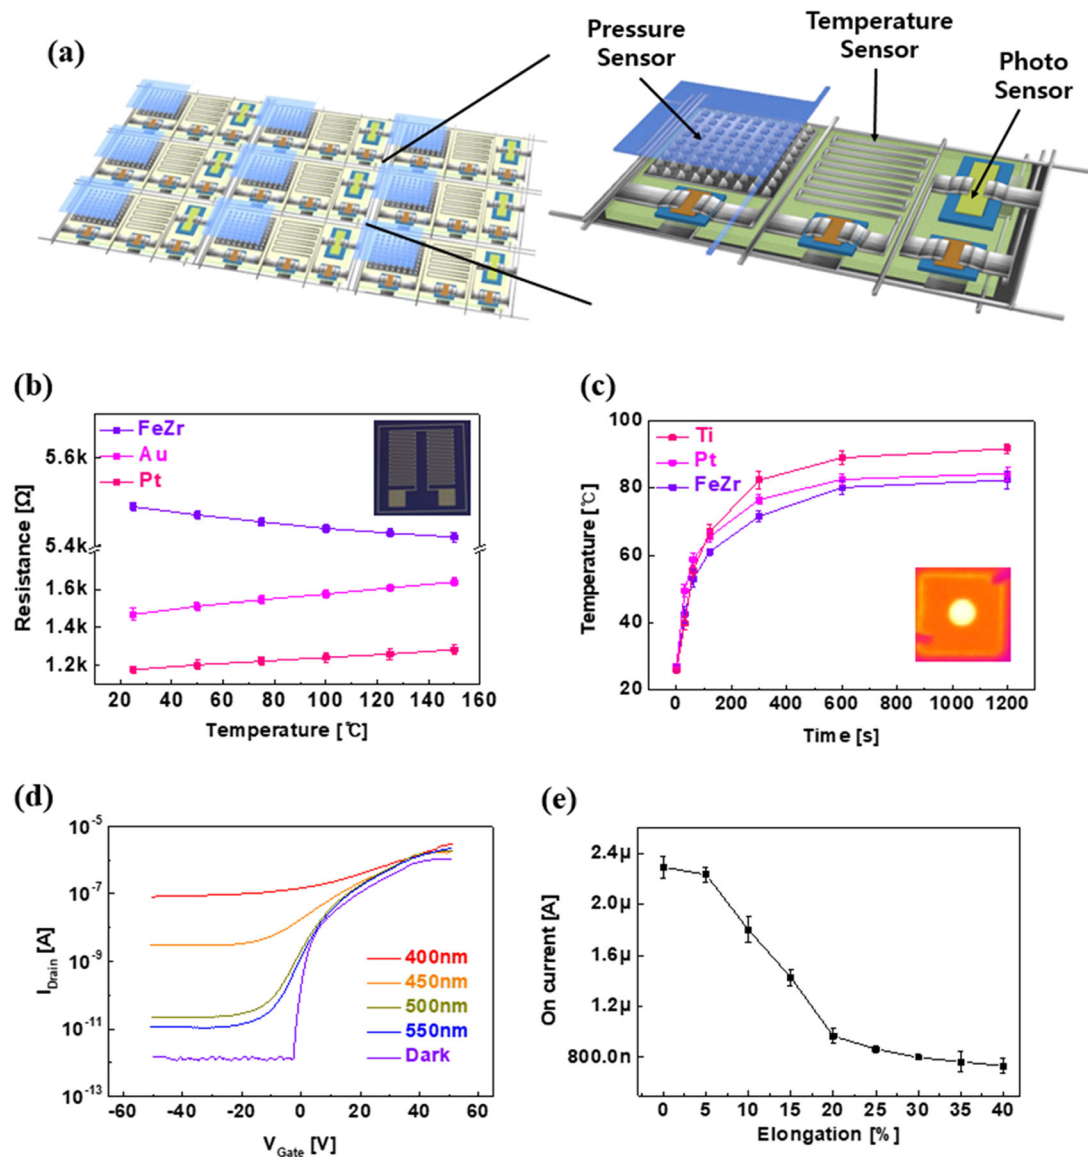 (a)
Pressure
Sensor
Temperature
Sensor
Photo
Sensor
(b)
FeZr
Au
Pt
5.6k
5.4k
1.6k
1.4k
1.2k
Resistance [Ω]
20 40 60 80 100 120 140 160
Temperature [℃]
(c)
Ti
Pt
FeZr
100
80
60
40
20
Temperature [℃]
0 200 400 600 800 1000 1200
Time [s]
(d)
10⁻⁵
10⁻⁷
10⁻⁹
10⁻¹¹
10⁻¹³
I_Drain [A]
400nm
450nm
500nm
550nm
Dark
-60 -40 -20 0 20 40 60
V_Gate [V]
(e)
2.4µ
2.0µ
1.6µ
1.2µ
800.0n
On current [A]
0 5 10 15 20 25 30 35 40
Elongation [%]